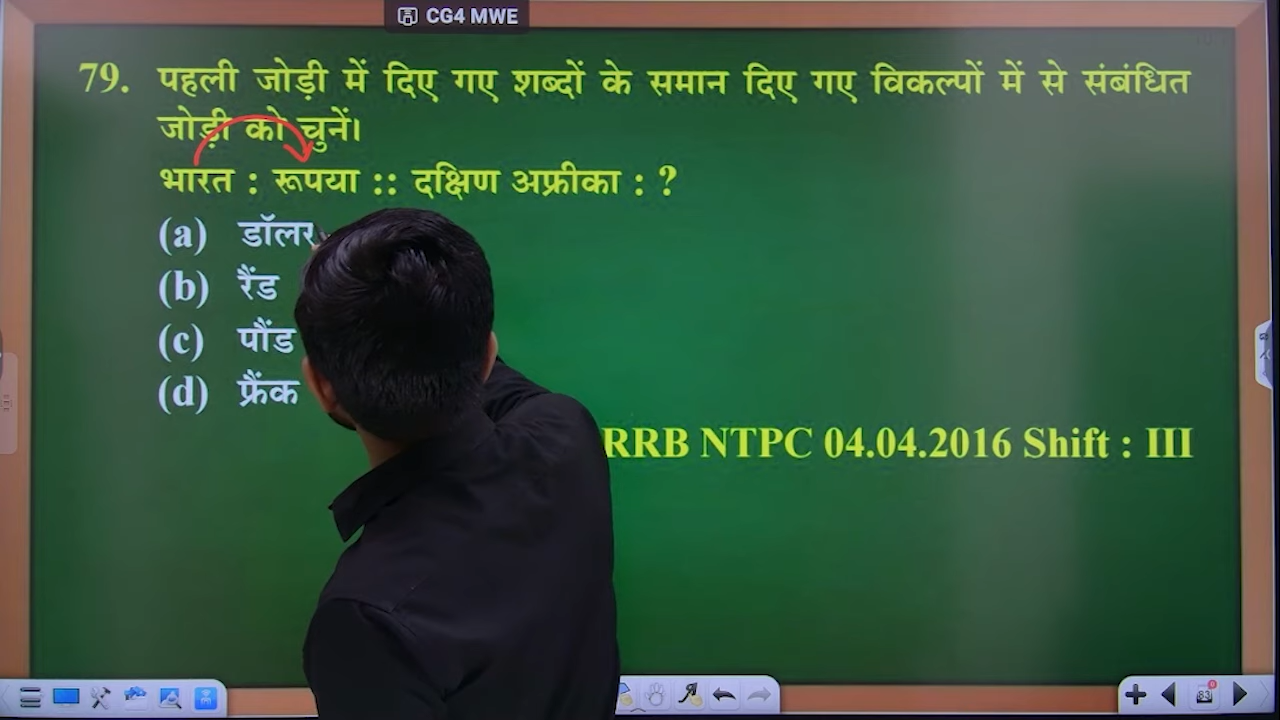 CG4 MWE
79. पहली जोड़ी में दिए गए शब्दों के समान दिए गए विकल्पों में से संबंधित
जोड़ी को चुनें।
भारत : रूपया :: दक्षिण अफ्रीका : ?
(a) डॉलर
(b) रैंड
(c) पौंड
(d) फ्रैंक
RRB NTPC 04.04.2016 Shift : III
83